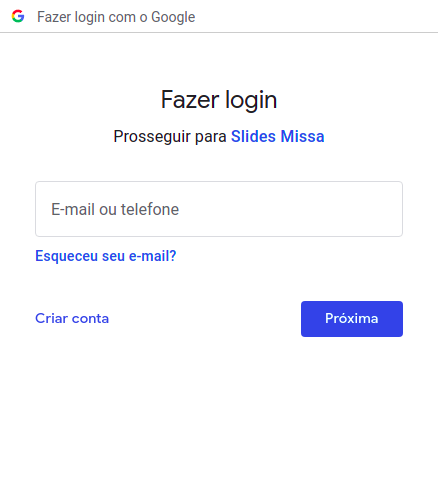 Fazer login com o Google
Fazer login
Prosseguir para Slides Missa
E-mail ou telefone
Esqueceu seu e-mail?
Criar conta
Próxima